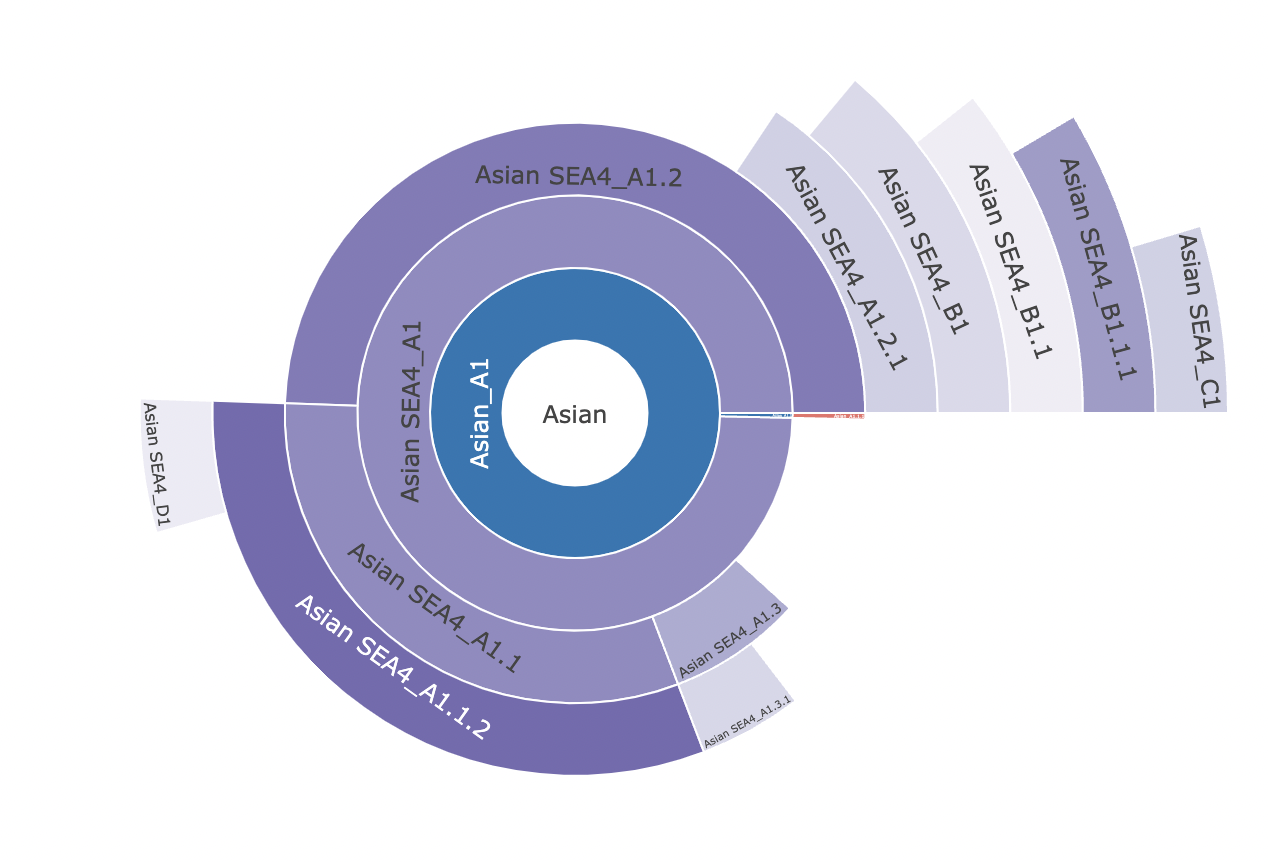 Asian
Asian_A1
Asian SEA4_A1
Asian SEA4_A1.2
Asian SEA4_A1.2.1
Asian SEA4_B1
Asian SEA4_B1.1
Asian SEA4_B1.1.1
Asian SEA4_C1
Asian SEA4_A1.1
Asian SEA4_A1.1.2
Asian SEA4_D1
Asian SEA4_A1.3
Asian SEA4_A1.3.1